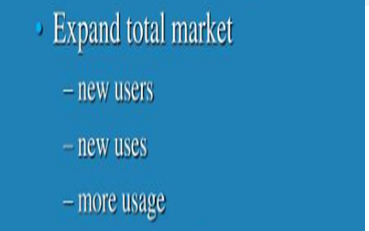 • Expand total market
– new users
– new uses
– more usage